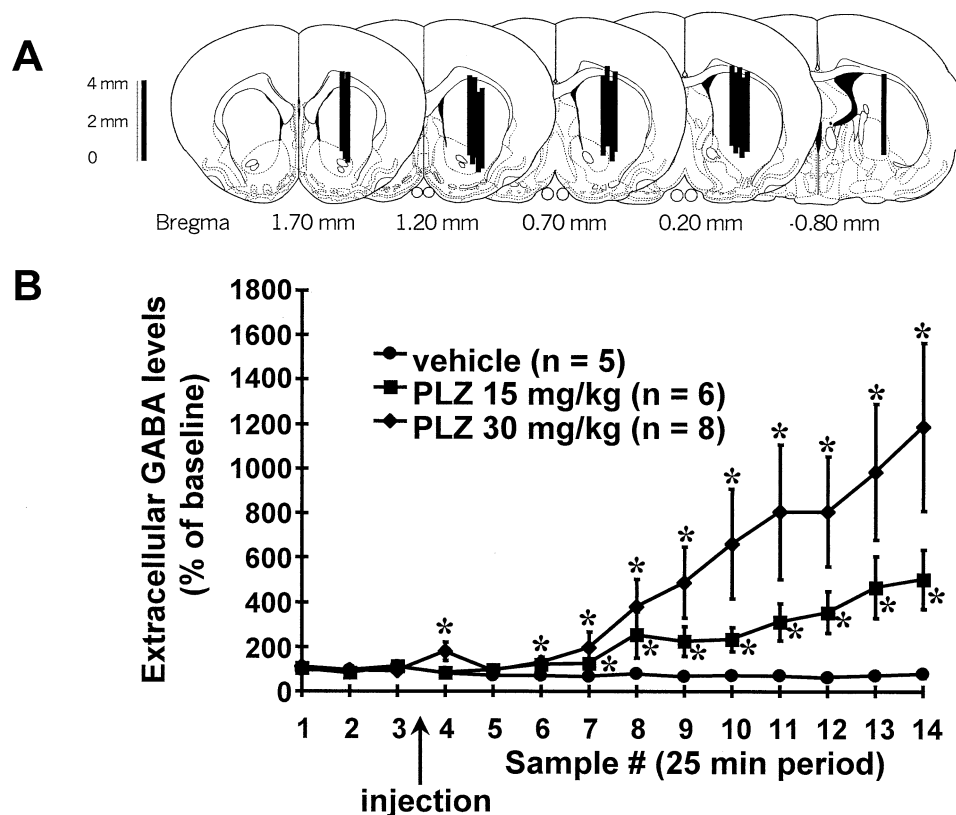 A
4 mm
2 mm
0
Bregma 1.70 mm 1.20 mm 0.70 mm 0.20 mm -0.80 mm
B
Extracellular GABA levels
(% of baseline)
1800
1600
1400
1200
1000
800
600
400
200
0
vehicle (n = 5)
PLZ 15 mg/kg (n = 6)
PLZ 30 mg/kg (n = 8)
* * * * * * * * * *
* * * * * * * *
1 2 3 4 5 6 7 8 9 10 11 12 13 14
Sample # (25 min period)
injection